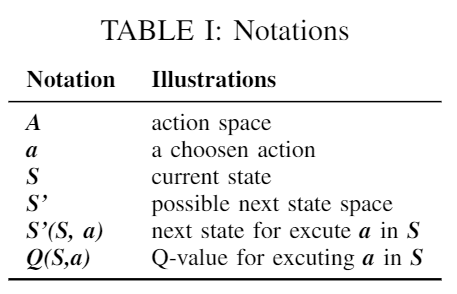 TABLE I: Notations
Notation Illustrations
A action space
a a choosen action
S current state
S' possible next state space
S'(S, a) next state for excute a in S
Q(S,a) Q-value for excuting a in S